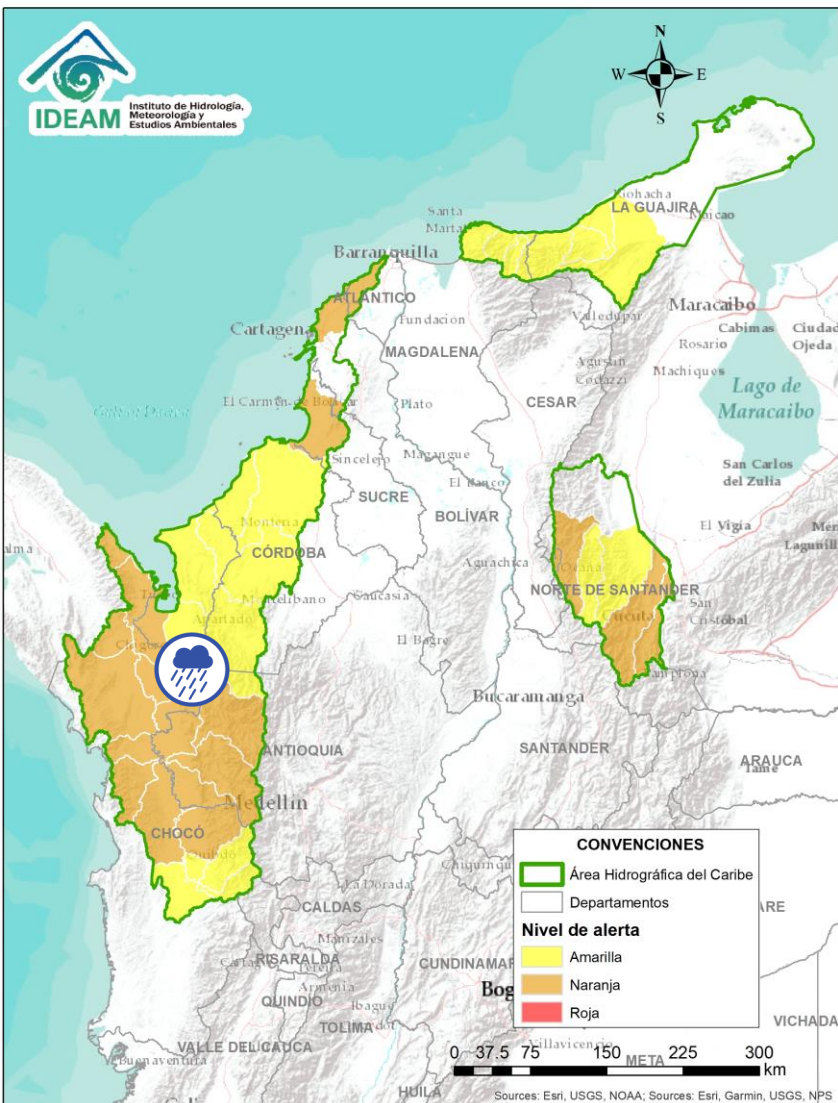 IDEAM
Instituto de Hidrología,
Meteorología y
Estudios Ambientales
N
W
E
S
Riohacha
LA GUAJIRA
Maicao
Santa
Marta
Barranquilla
ATLÁNTICO
Maracaibo
Cartagena
Fundación
Valledupar
Cabimas
Ciudad
Ojeda
Rosario
MAGDALENA
Agustín
Codazzi
Machiques
Lago de
Maracaibo
El Carmen de Bolívar
Plato
CESAR
Sincelejo
Magangué
San Carlos
del Zulia
El Banco
SUCRE
BOLÍVAR
Montería
El Vigía
CÓRDOBA
Aguachica
Ocaña
NORTE DE SANTANDER
Montelíbano
Caucasia
San
Cristóbal
Cúcuta
Apartadó
El Bagre
Pamplona
Bucaramanga
ANTIOQUIA
SANTANDER
ARAUCA
Tame
Medellín
CHOCÓ
Quibdó
La Dorada
CALDAS
Manizales
RISARALDA
Pereira
Armenia
QUINDÍO
Ibagué
TOLIMA
VALLE DEL CAUCA
Buenaventura
Villavicencio
META
HUILA
VICHADA
CONVENCIONES
Área Hidrográfica del Caribe
Departamentos
Nivel de alerta
Amarilla
Naranja
Roja
0 37.5 75 150 225 300
km
Sources: Esri, USGS, NOAA; Sources: Esri, Garmin, USGS, NPS